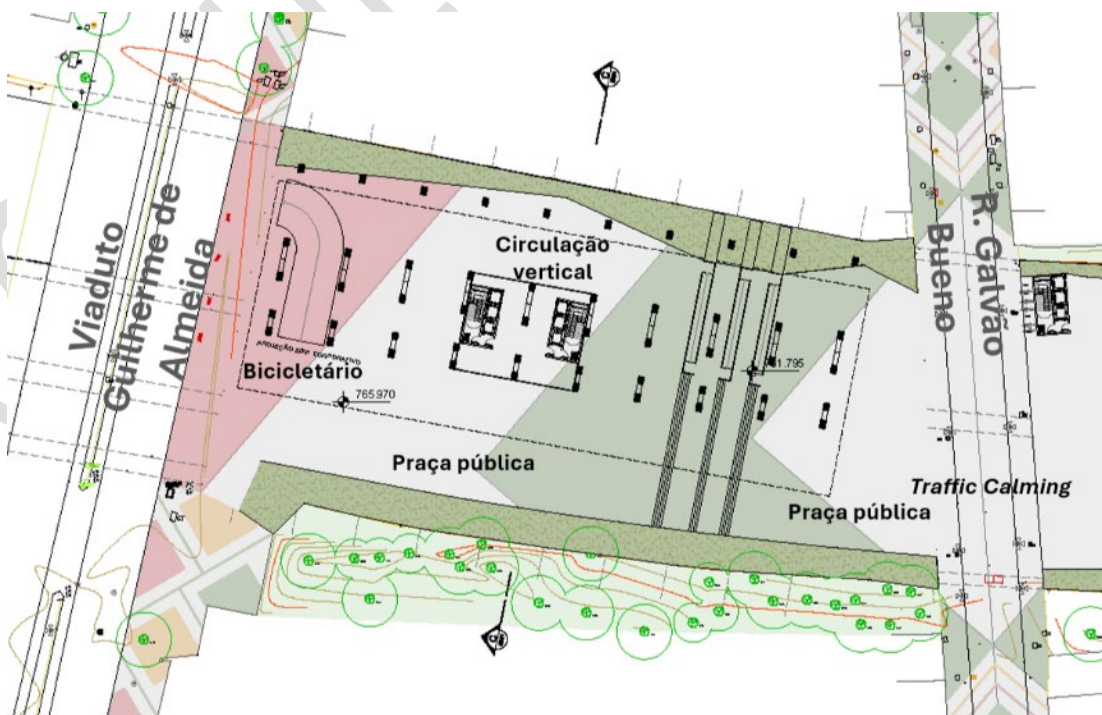 Viaduto
Guilherme de
Almeida
Circulação
vertical
R. Galvão
Bueno
Bicicletário
765.970
Praça pública
Praça pública
Traffic Calming